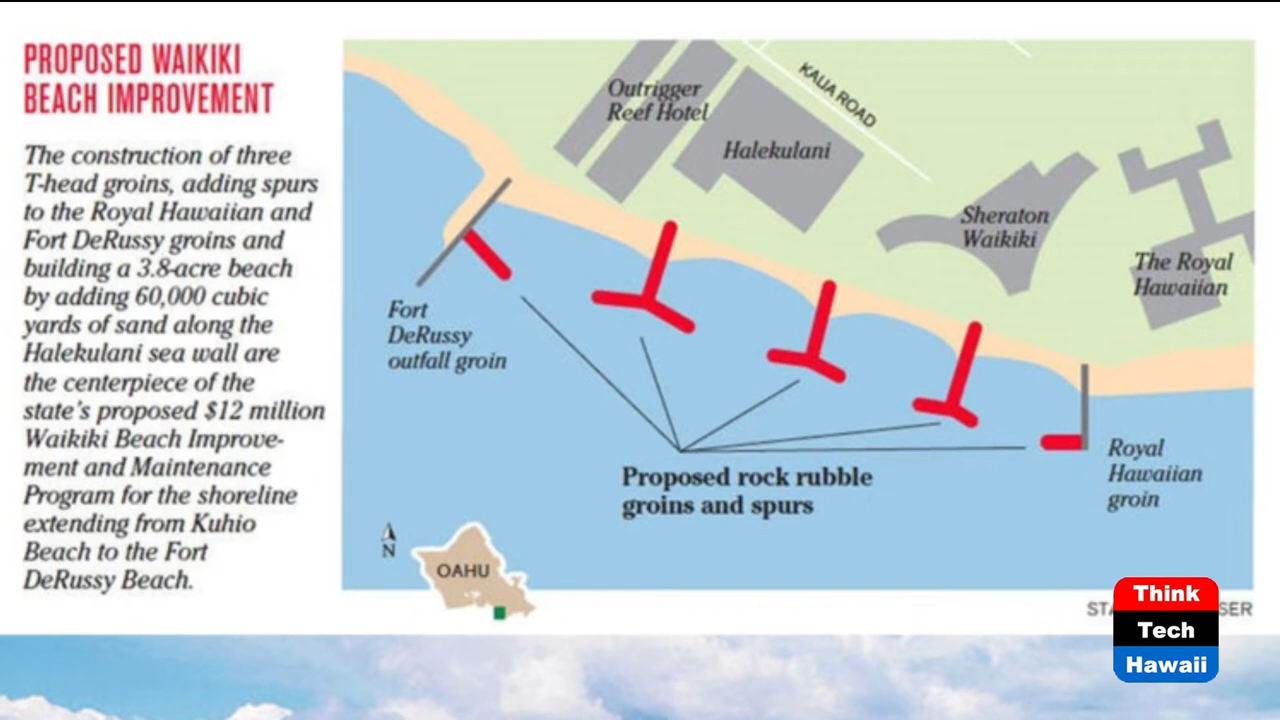 PROPOSED WAIKIKI
BEACH IMPROVEMENT
The construction of three
T-head groins, adding spurs
to the Royal Hawaiian and
Fort DeRussy groins and
building a 3.8-acre beach
by adding 60,000 cubic
yards of sand along the
Halekulani sea wall are
the centerpiece of the
state's proposed $12 million
Waikiki Beach Improve-
ment and Maintenance
Program for the shoreline
extending from Kuhio
Beach to the Fort
DeRussy Beach.
Outrigger
Reef Hotel
Halekulani
KALIA ROAD
Sheraton
Waikiki
The Royal
Hawaiian
Fort
DeRussy
outfall groin
Proposed rock rubble
groins and spurs
Royal
Hawaiian
groin
N
OAHU
Think
Tech
Hawaii